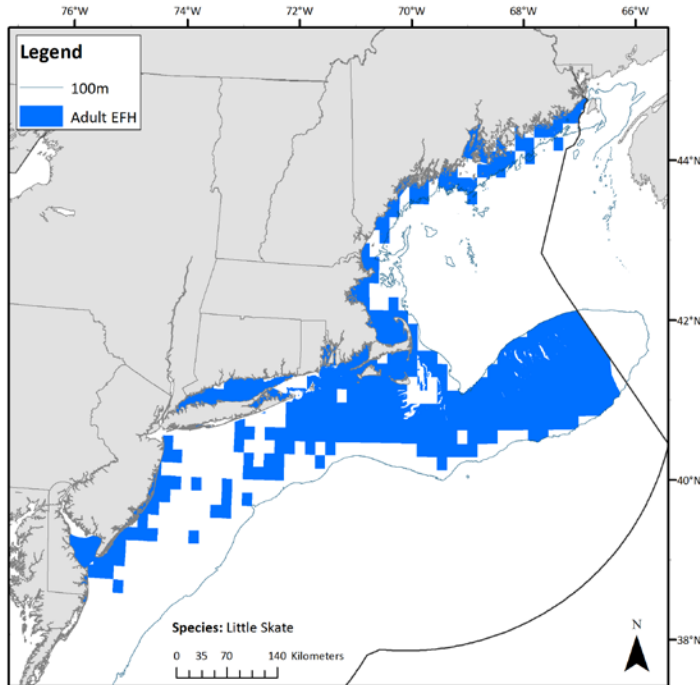 76°W 74°W 72°W 70°W 68°W 66°W
Legend
100m
Adult EFH
44°N
42°N
40°N
38°N
Species: Little Skate
0 35 70 140 Kilometers
N